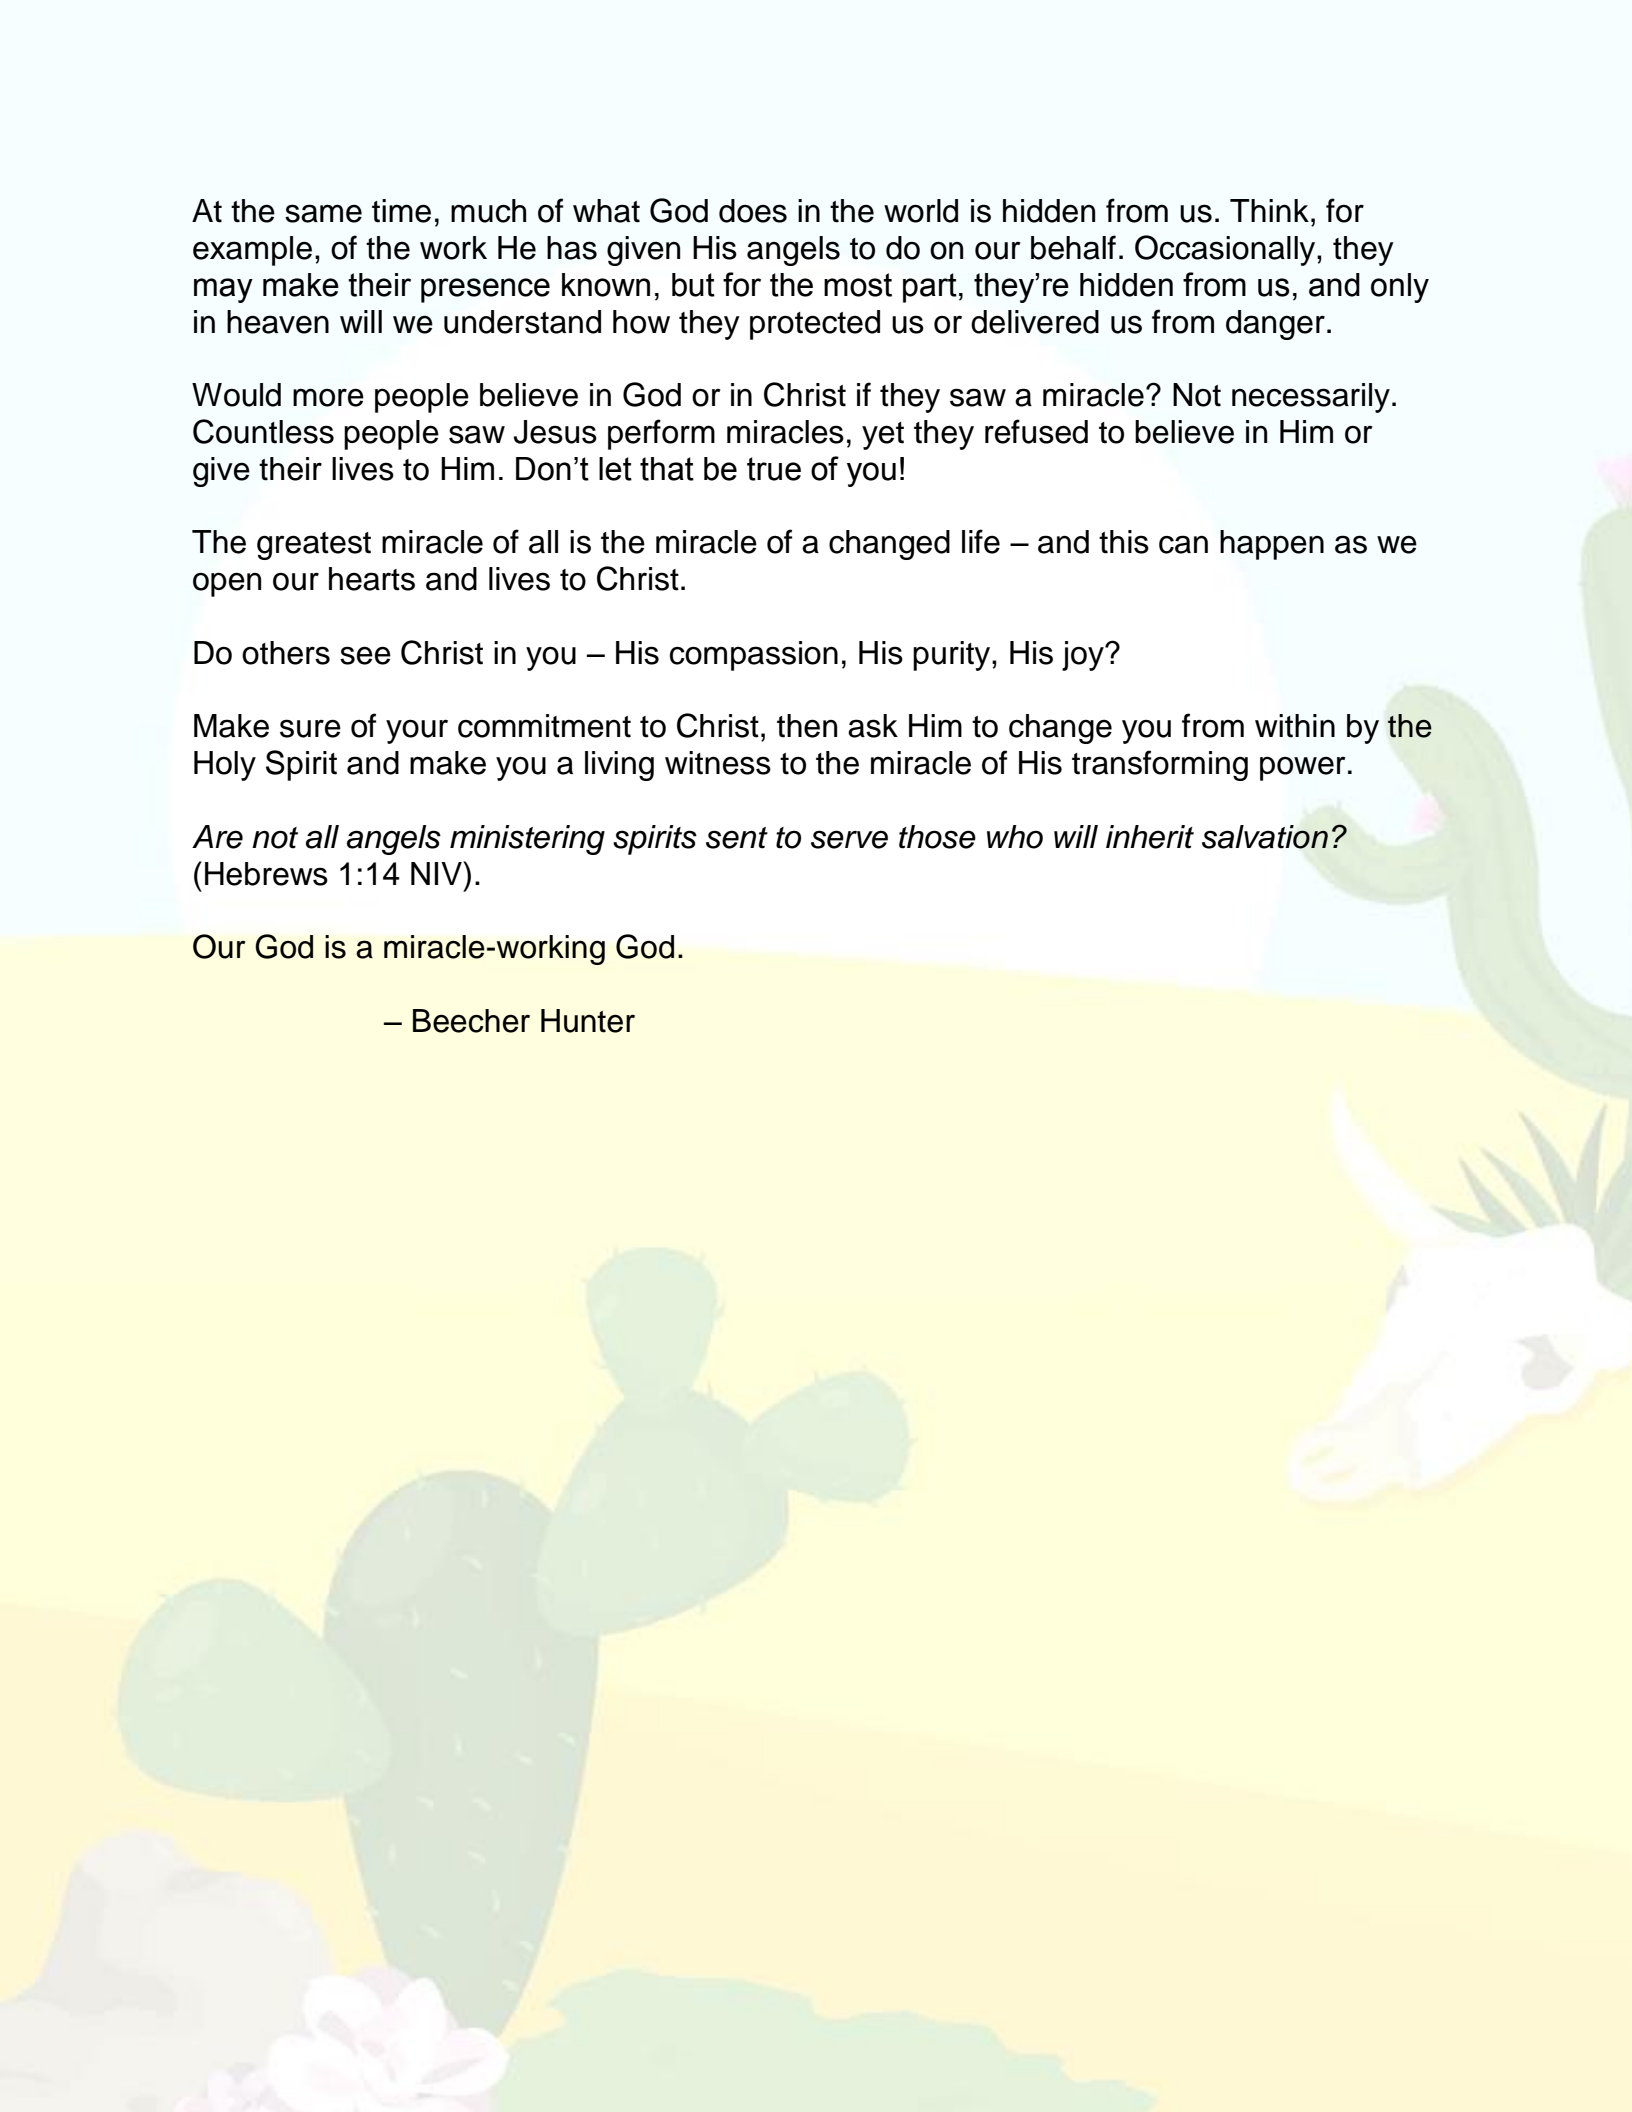 At the same time, much of what God does in the world is hidden from us. Think, for
example, of the work He has given His angels to do on our behalf. Occasionally, they
may make their presence known, but for the most part, they’re hidden from us, and only
in heaven will we understand how they protected us or delivered us from danger.
Would more people believe in God or in Christ if they saw a miracle? Not necessarily.
Countless people saw Jesus perform miracles, yet they refused to believe in Him or
give their lives to Him. Don’t let that be true of you!
The greatest miracle of all is the miracle of a changed life – and this can happen as we
open our hearts and lives to Christ.
Do others see Christ in you – His compassion, His purity, His joy?
Make sure of your commitment to Christ, then ask Him to change you from within by the
Holy Spirit and make you a living witness to the miracle of His transforming power.
Are not all angels ministering spirits sent to serve those who will inherit salvation?
(Hebrews 1:14 NIV).
Our God is a miracle-working God.
– Beecher Hunter